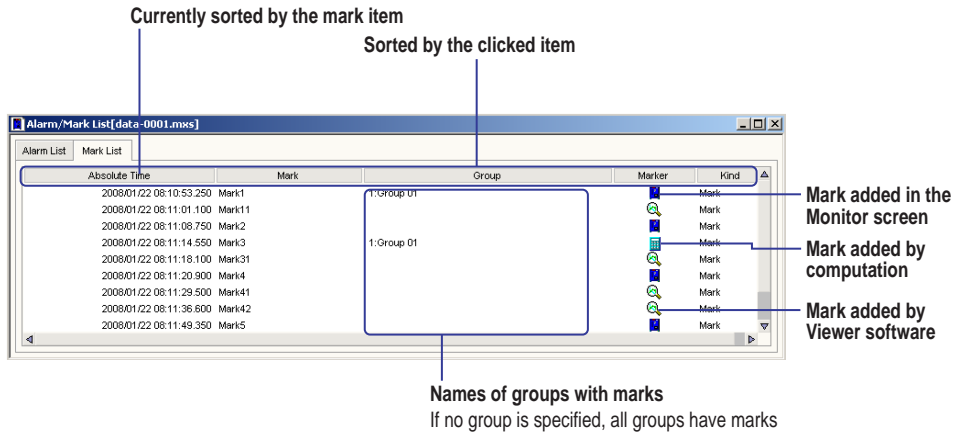 Currently sorted by the mark item
Sorted by the clicked item
Alarm/Mark List[data-0001.mxs]
Alarm List Mark List
Absolute Time Mark Group Marker Kind
2008/01/22 08:10:53.250 Mark1 1:Group 01 Mark
2008/01/22 08:11:01.100 Mark11 Mark
2008/01/22 08:11:08.750 Mark2 Mark
2008/01/22 08:11:14.550 Mark3 1:Group 01 Mark
2008/01/22 08:11:18.100 Mark31 Mark
2008/01/22 08:11:20.900 Mark4 Mark
2008/01/22 08:11:29.500 Mark41 Mark
2008/01/22 08:11:36.600 Mark42 Mark
2008/01/22 08:11:49.350 Mark5 Mark
Mark added in the
Monitor screen
Mark added by
computation
Mark added by
Viewer software
Names of groups with marks
If no group is specified, all groups have marks